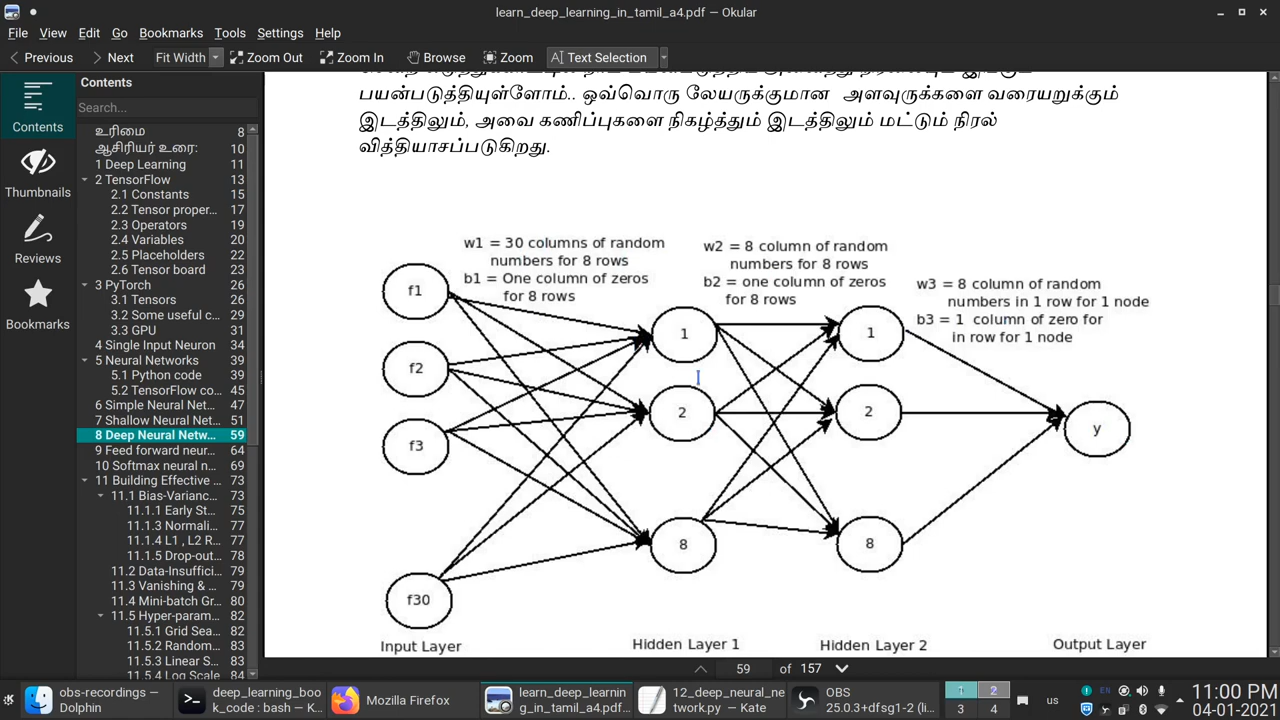 learn_deep_learning_in_tamil_a4.pdf — Okular
File View Edit Go Bookmarks Tools Settings Help
Previous Next Fit Width Zoom Out Zoom In Browse Zoom Text Selection
Contents
Search...
Contents
Thumbnails
Reviews
Bookmarks
உரிமை 8
ஆசிரியர் உரை: 10
1 Deep Learning 11
2 TensorFlow 13
2.1 Constants 15
2.2 Tensor proper... 17
2.3 Operators 19
2.4 Variables 20
2.5 Placeholders 22
2.6 Tensor board 23
3 PyTorch 26
3.1 Tensors 26
3.2 Some useful c... 29
3.3 GPU 31
4 Single Input Neuron 34
5 Neural Networks 39
5.1 Python code 39
5.2 TensorFlow co... 45
6 Simple Neural Net... 47
7 Shallow Neural Net... 51
8 Deep Neural Netw... 59
9 Feed forward neur... 64
10 Softmax neural n... 69
11 Building Effective ... 73
11.1 Bias-Varianc... 73
11.1.1 Early St... 75
11.1.3 Normali... 77
11.1.4 L1 , L2 R... 77
11.1.5 Drop-out... 78
11.2 Data-Insuffici... 79
11.3 Vanishing & ... 79
11.4 Mini-batch Gr... 80
11.5 Hyper-param... 82
11.5.1 Grid Sea... 82
11.5.2 Random... 83
11.5.3 Linear S... 83
11.5.4 Log Scale 84
பயன்படுத்தியுள்ளோம்.. ஒவ்வொரு லேயருக்குமான அளவுருக்களை வரையறுக்கும்
இடத்திலும், அவை கணிப்புகளை நிகழ்த்தும் இடத்திலும் மட்டும் நிரல்
வித்தியாசப்படுகிறது.
w1 = 30 columns of random
numbers for 8 rows
b1 = One column of zeros
for 8 rows
w2 = 8 column of random
numbers for 8 rows
b2 = one column of zeros
for 8 rows
w3 = 8 column of random
numbers in 1 row for 1 node
b3 = 1 column of zero for
in row for 1 node
f1
f2
f3
f30
1
2
8
1
2
8
y
Input Layer
Hidden Layer 1
Hidden Layer 2
Output Layer
59 of 157
obs-recordings —
Dolphin
deep_learning_boo
k_code : bash — K...
Mozilla Firefox
learn_deep_learnin
g_in_tamil_a4.pdf...
12_deep_neural_ne
twork.py — Kate
OBS
25.0.3+dfsg1-2 (li...
1 2
3 4
us
EN
11:00 PM
04-01-2021